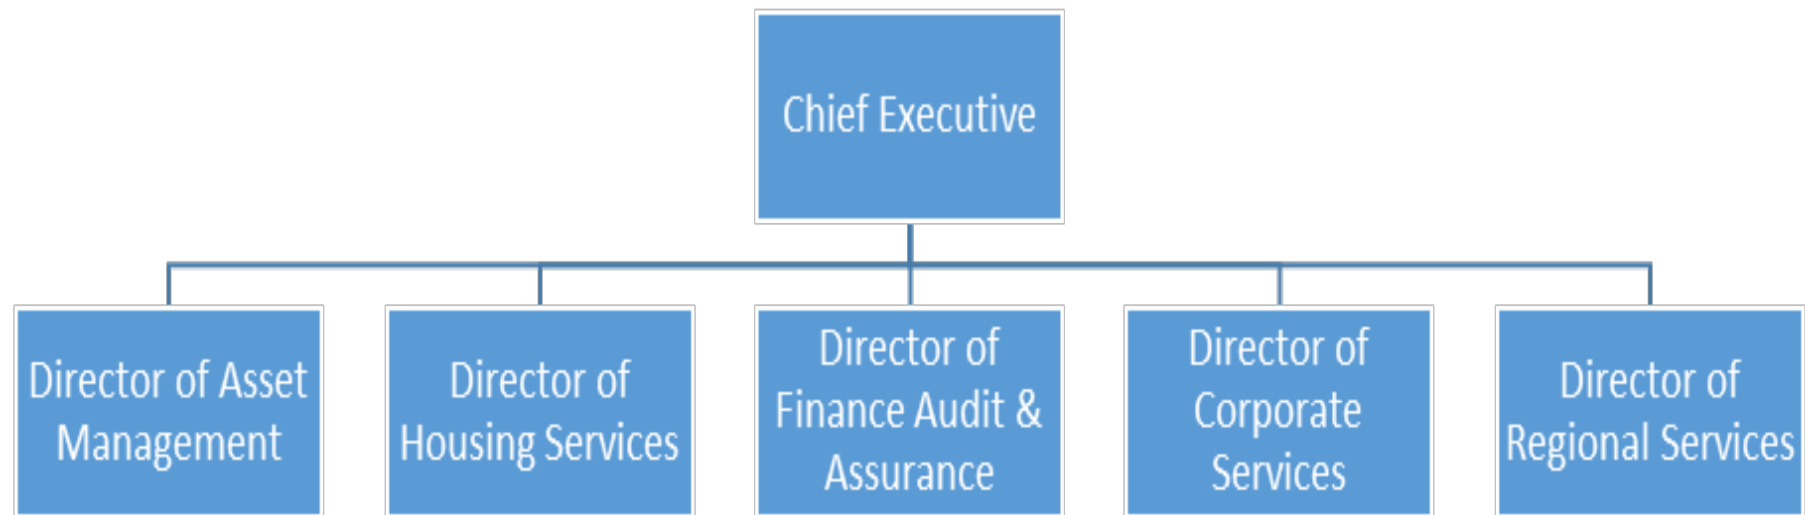 Chief Executive
Director of Asset
Management
Director of
Housing Services
Director of
Finance Audit &
Assurance
Director of
Corporate
Services
Director of
Regional Services